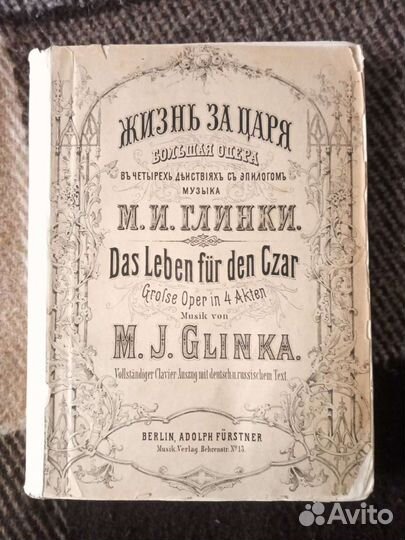 ЖИЗНЬ ЗА ЦАРЯ
БОЛЬШАЯ ОПЕРА
ВЪ ЧЕТЫРЕХЪ ДѢЙСТВІЯХЪ СЪ ЭПИЛОГОМЪ
МУЗЫКА
М. И. ГЛИНКИ.
Das Leben für den Czar
Große Oper in 4 Akten
Musik von
M. J. GLINKA.
Vollständiger Clavier Auszug mit deutsch u. russischem Text.
BERLIN, ADOLPH FÜRSTNER
Musik Verlag. Behrenstr. Nº 13.
Avito